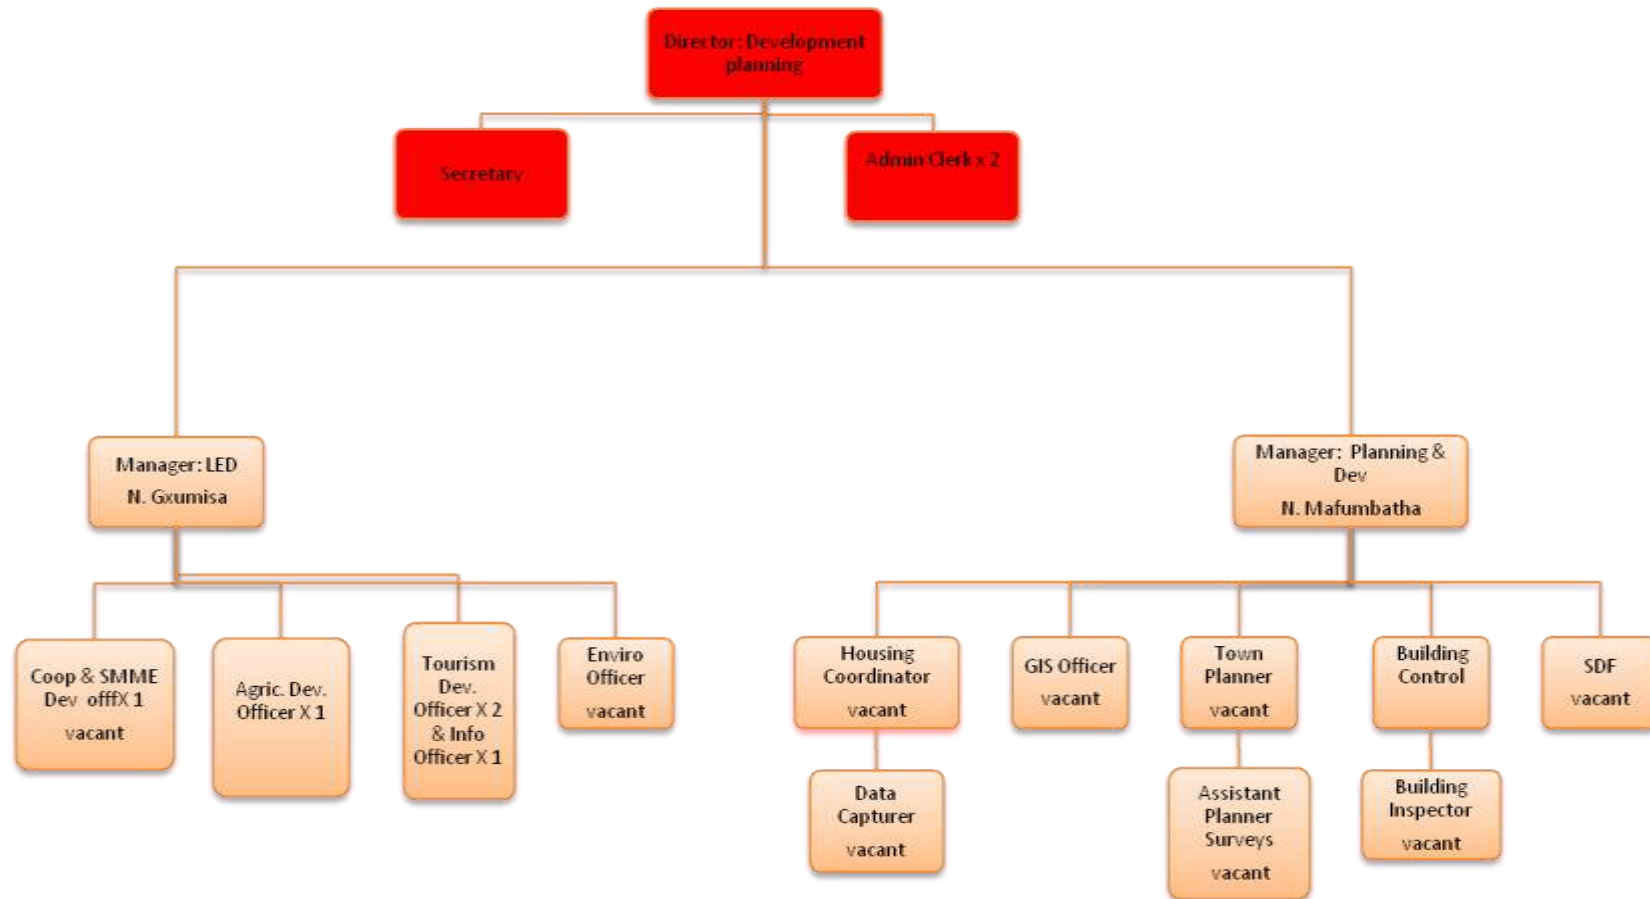 Director: Development
planning
Secretary
Admin Clerk x 2
Manager: LED
N. Gxumisa
Manager: Planning &
Dev
N. Mafumbatha
Coop & SMME
Dev offfX 1
vacant
Agric. Dev.
Officer X 1
Tourism
Dev.
Officer X 2
& Info
Officer X 1
Enviro
Officer
vacant
Housing
Coordinator
vacant
GIS Officer
vacant
Town
Planner
vacant
Building
Control
SDF
vacant
Data
Capturer
vacant
Assistant
Planner
Surveys
vacant
Building
Inspector
vacant